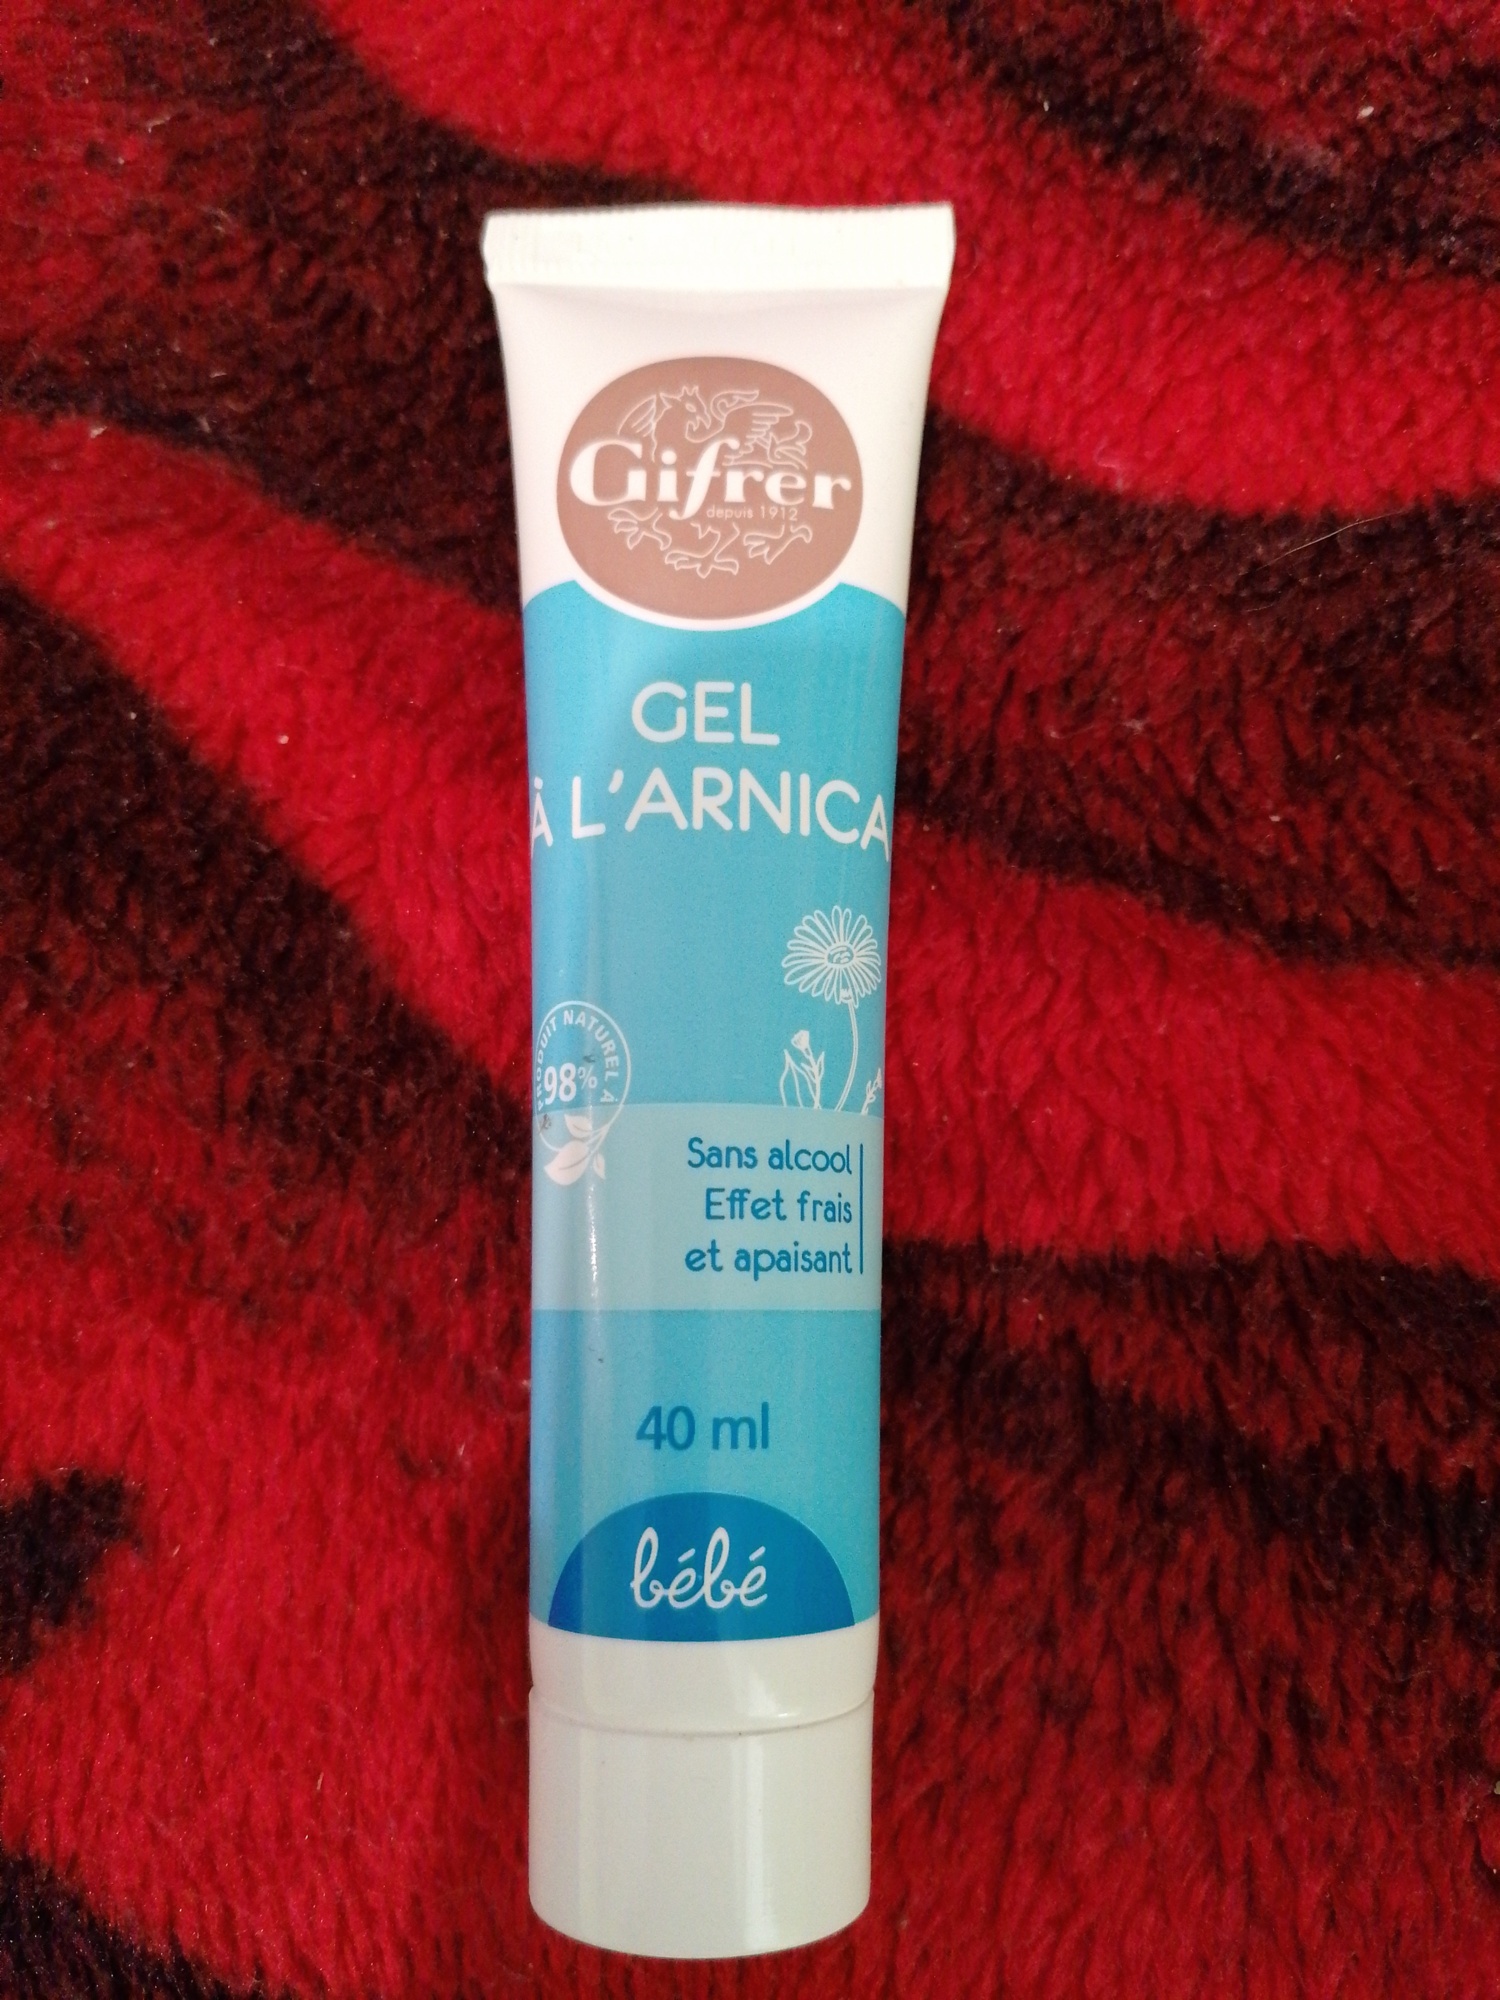 Gifrer
depuis 1912
GEL
À L'ARNICA
PRODUIT NATUREL À
98%
Sans alcool
Effet frais
et apaisant
40 ml
bébé